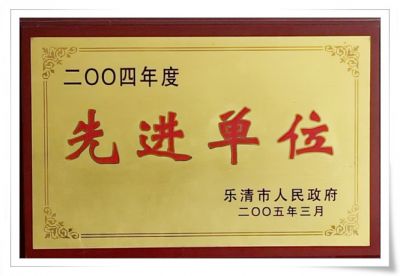 二〇〇四年度
先进单位
乐清市人民政府
二〇〇五年三月